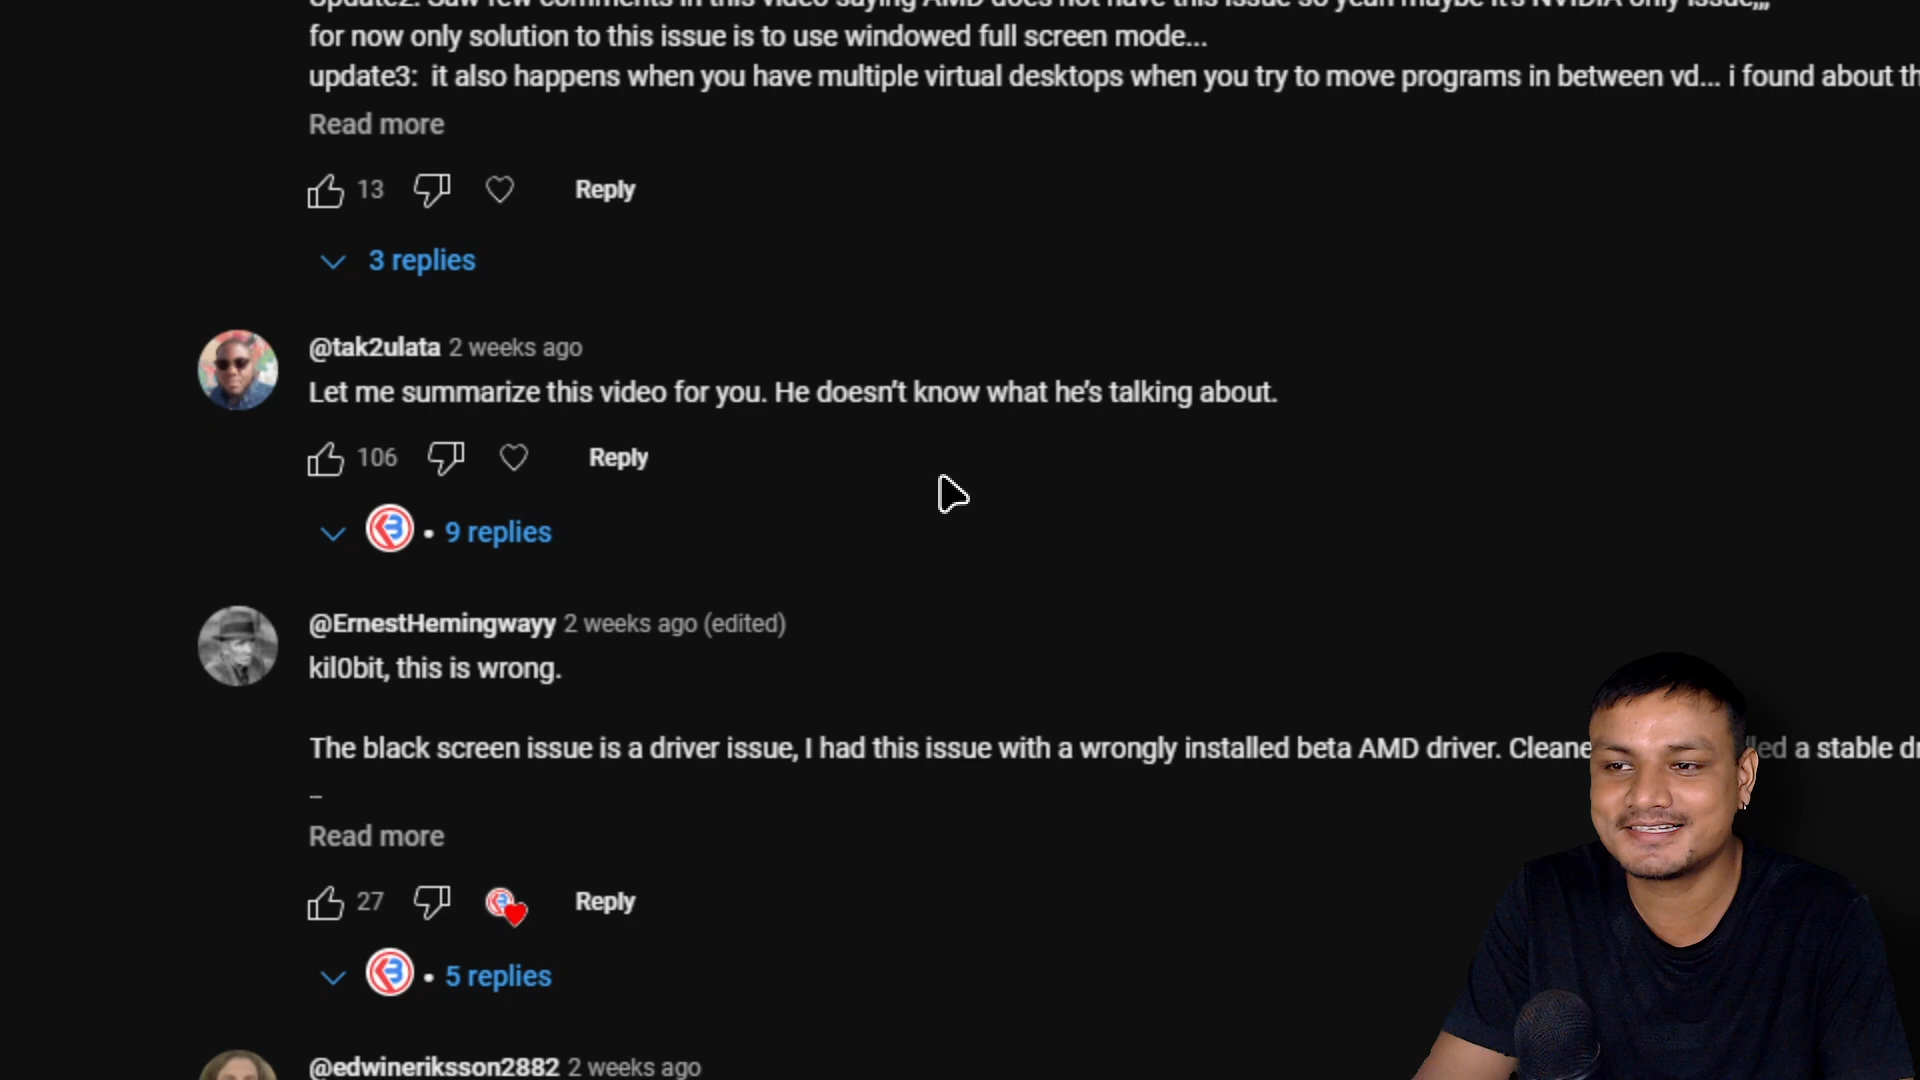 Update2: Saw few comments in this video saying AMD does not have this issue so yeah maybe it's NVIDIA only issue,,,
for now only solution to this issue is to use windowed full screen mode...
update3:  it also happens when you have multiple virtual desktops when you try to move programs in between vd... i found about th
Read more
13
Reply
3 replies
@tak2ulata 2 weeks ago
Let me summarize this video for you. He doesn't know what he's talking about.
106
Reply
• 9 replies
@ErnestHemingwayy 2 weeks ago (edited)
kil0bit, this is wrong.
The black screen issue is a driver issue, I had this issue with a wrongly installed beta AMD driver. Cleane led a stable dr
–
Read more
27
Reply
• 5 replies
@edwineriksson2882 2 weeks ago